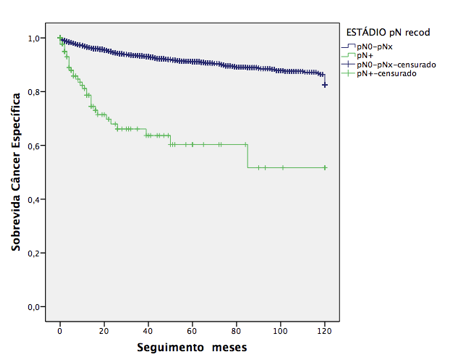 ESTÁDIO pN recod
pN0-pNx
pN+
pN0-pNx-censurado
pN+-censurado
Sobrevida Câncer Específica
1,0
0,8
0,6
0,4
0,2
0,0
0 20 40 60 80 100 120
Seguimento meses